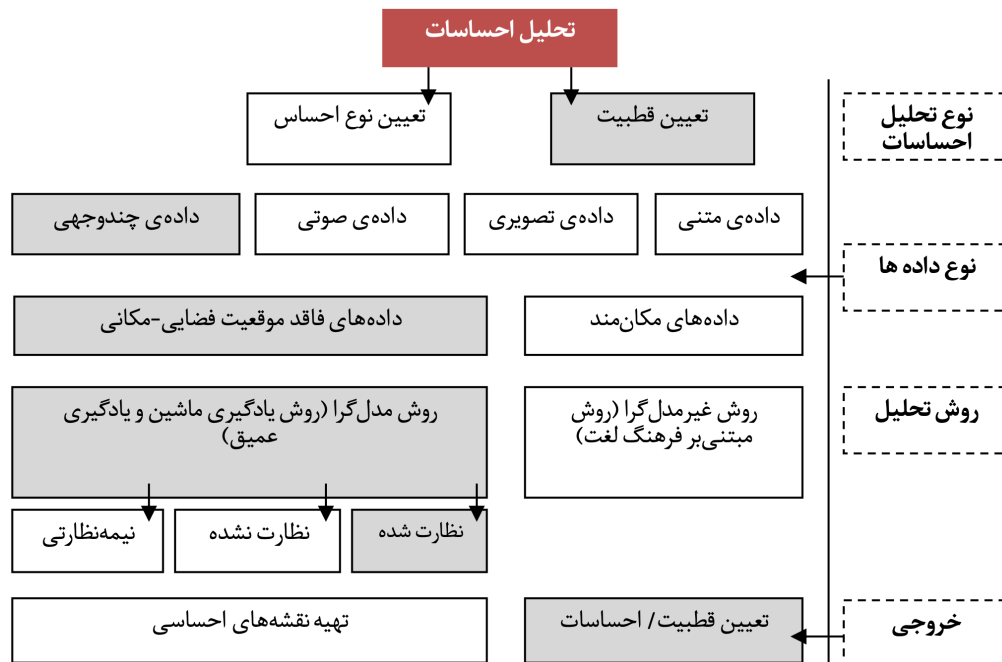 تحلیل احساسات
نوع تحلیل
احساسات
تعیین قطبیت
تعیین نوع احساس
نوع داده ها
داده‌ی متنی
داده‌ی تصویری
داده‌ی صوتی
داده‌ی چندوجهی
داده‌های مکان‌مند
داده‌های فاقد موقعیت فضایی-مکانی
روش تحلیل
روش غیرمدل‌گرا (روش
مبتنی‌بر فرهنگ لغت)
روش مدل‌گرا (روش یادگیری ماشین و یادگیری
عمیق)
نظارت شده
نظارت نشده
نیمه‌نظارتی
خروجی
تعیین قطبیت/ احساسات
تهیه نقشه‌های احساسی